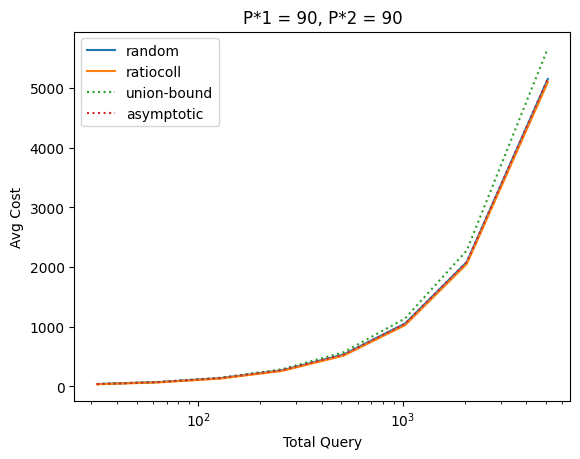 P*1 = 90, P*2 = 90
random
ratiocoll
union-bound
asymptotic
5000
4000
3000
2000
1000
0
Avg Cost
10²
10³
Total Query